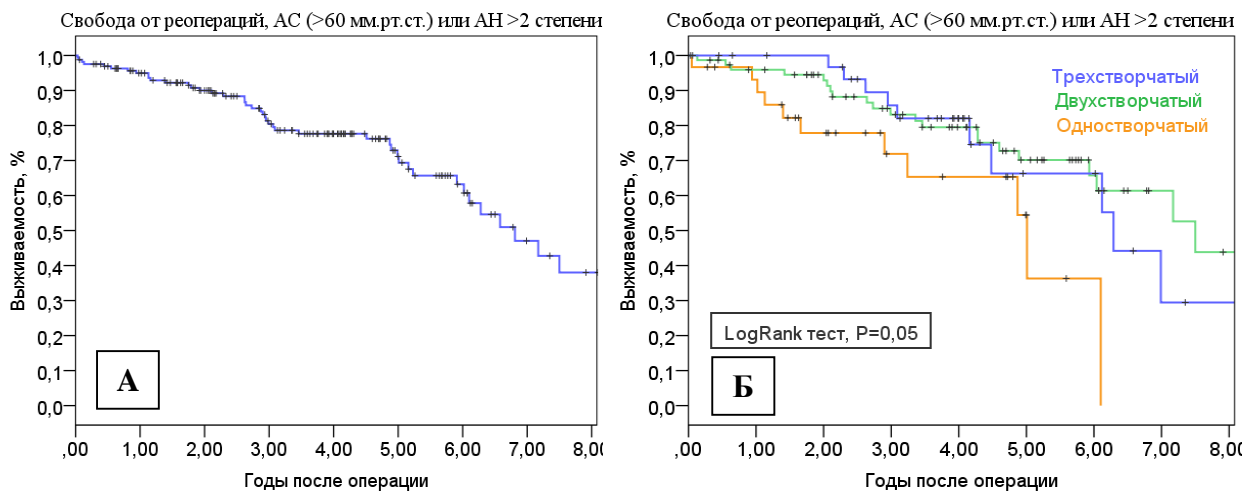 Свобода от реопераций, АС (>60 мм.рт.ст.) или АН >2 степени
Выживаемость, %
1,0
0,9
0,8
0,7
0,6
0,5
0,4
0,3
0,2
0,1
0,0
А
,00 1,00 2,00 3,00 4,00 5,00 6,00 7,00 8,0
Годы после операции
Свобода от реопераций, АС (>60 мм.рт.ст.) или АН >2 степени
Выживаемость, %
1,0
0,9
0,8
0,7
0,6
0,5
0,4
0,3
0,2
0,1
0,0
Трехстворчатый
Двухстворчатый
Одностворчатый
LogRank тест, P=0,05
Б
,00 1,00 2,00 3,00 4,00 5,00 6,00 7,00 8,0
Годы после операции